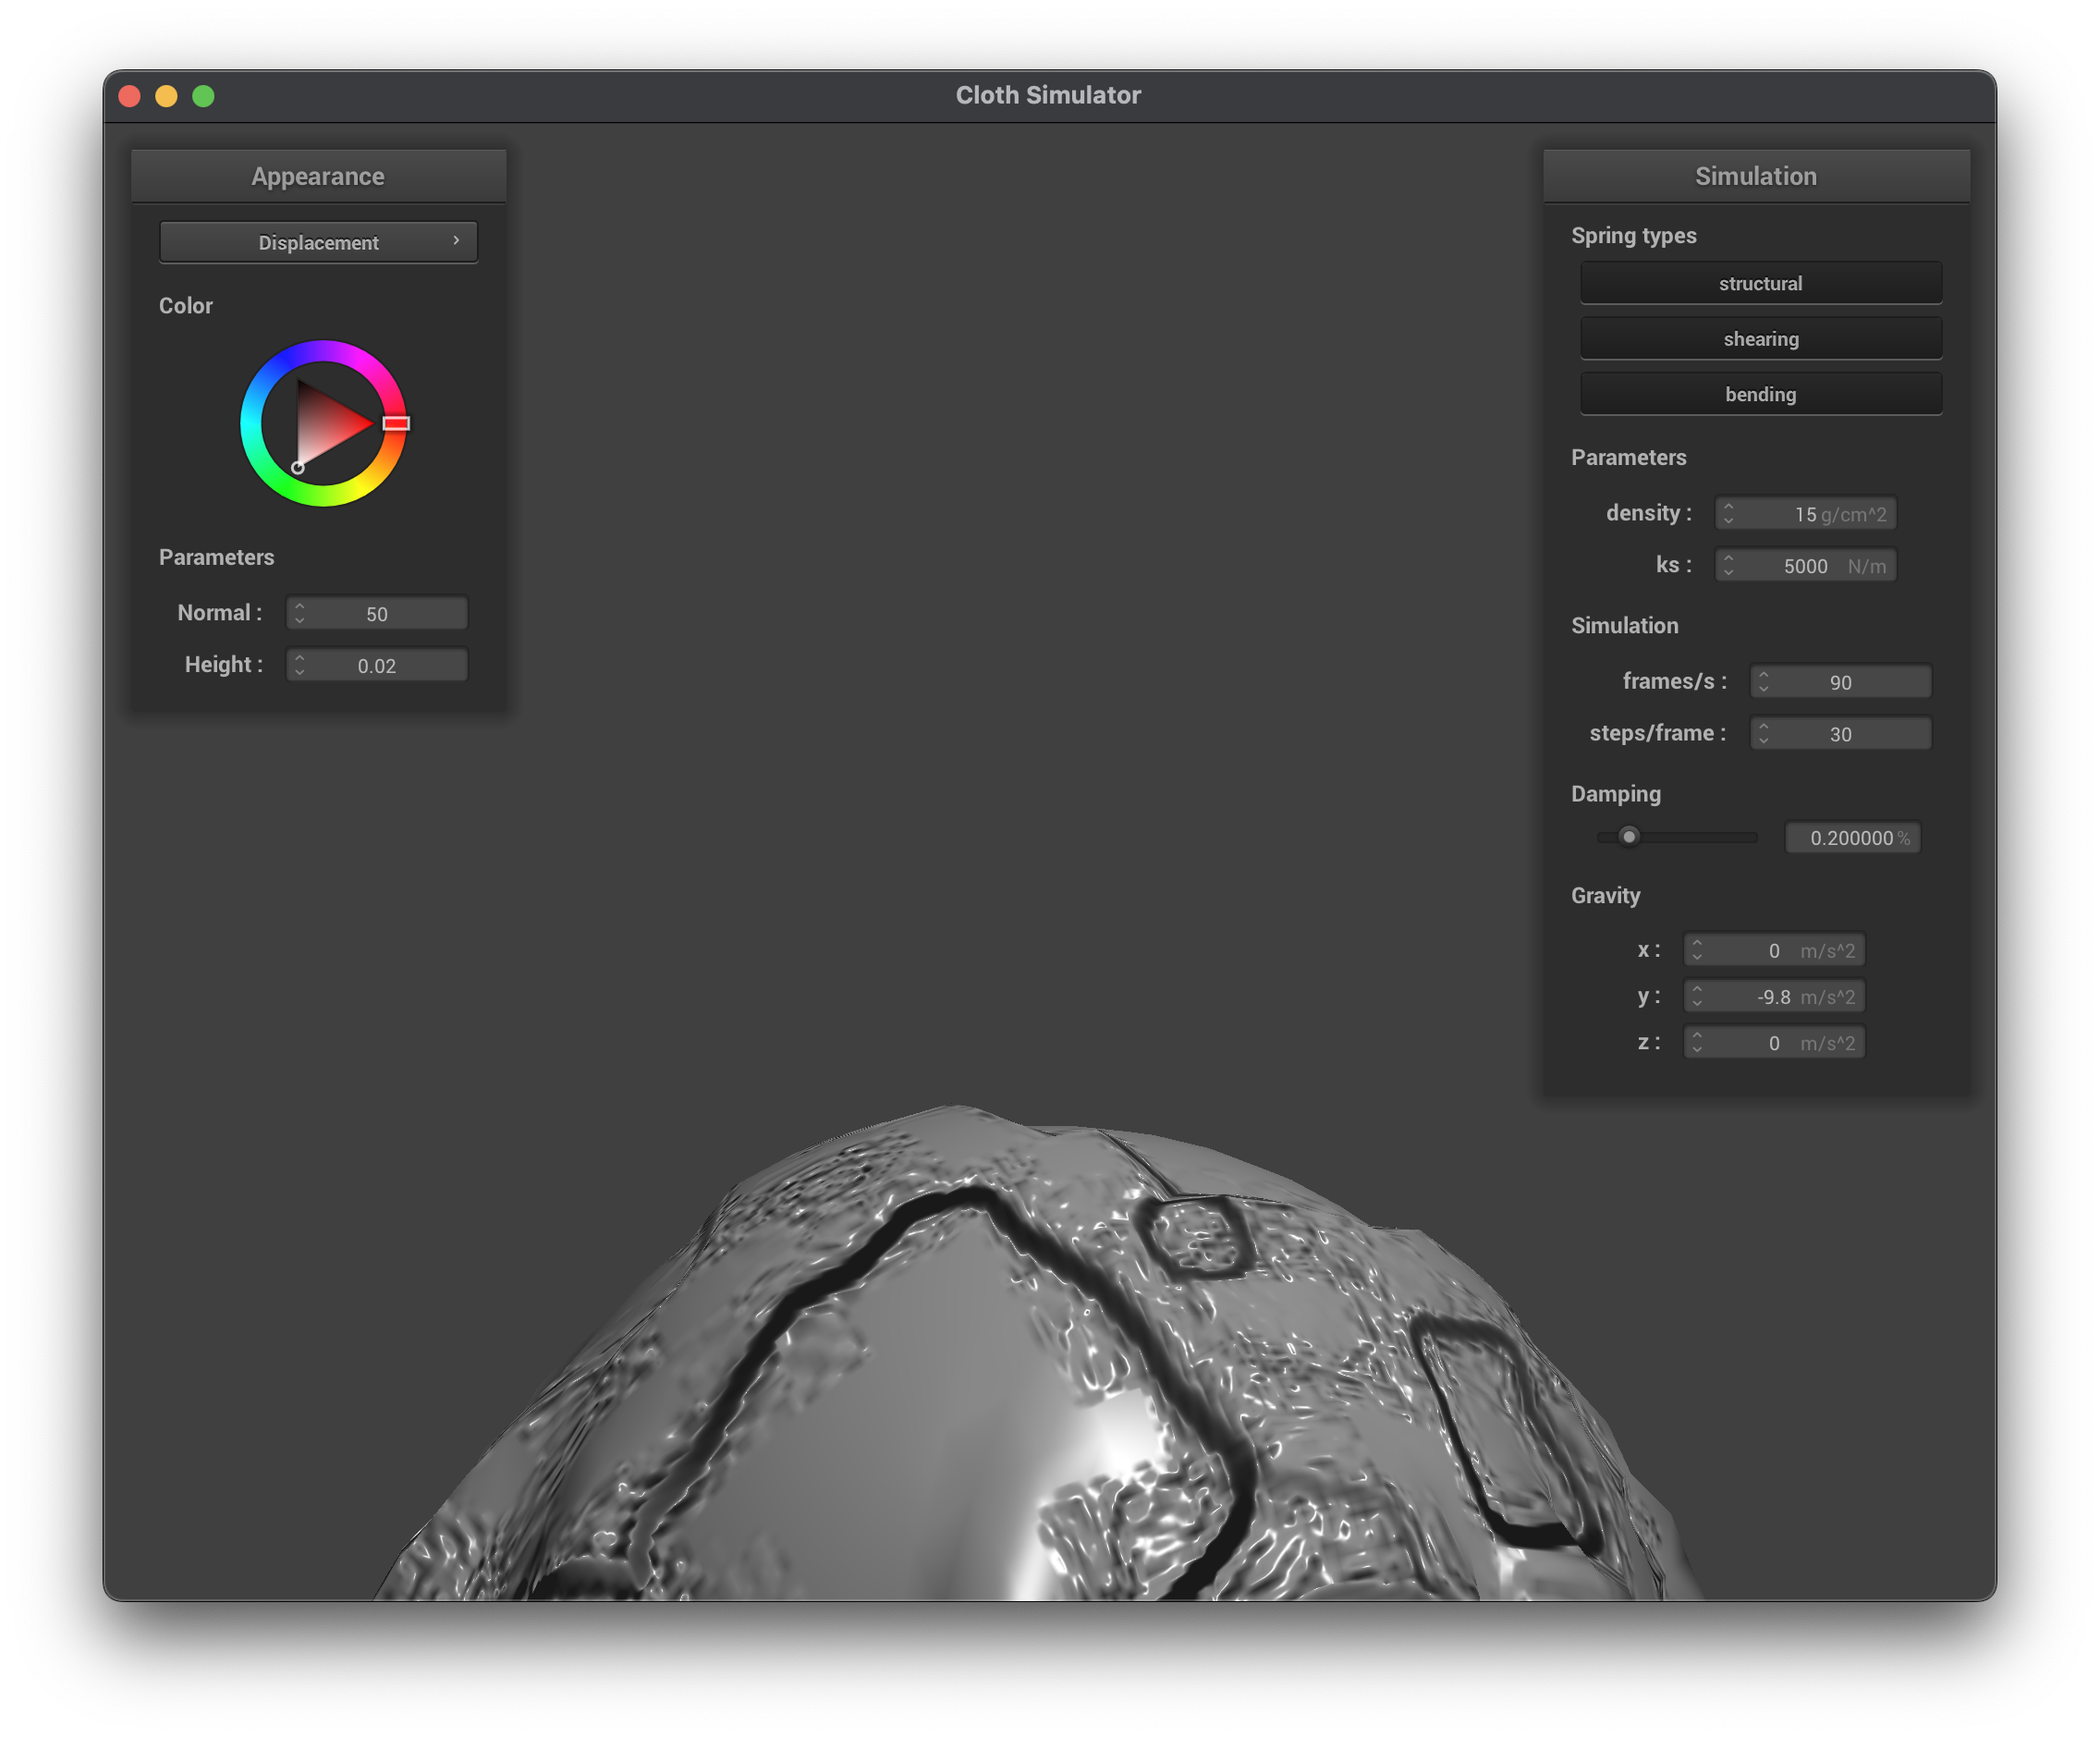 Cloth Simulator
Appearance
Displacement
Color
Parameters
Normal : 50
Height : 0.02
Simulation
Spring types
structural
shearing
bending
Parameters
density : 15 g/cm^2
ks : 5000 N/m
Simulation
frames/s : 90
steps/frame : 30
Damping
0.200000 %
Gravity
x : 0 m/s^2
y : -9.8 m/s^2
z : 0 m/s^2